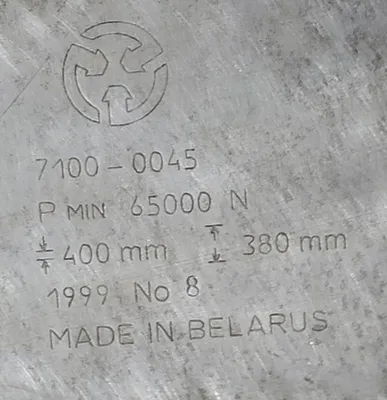 7100-0045
P MIN 65000 N
400 mm 380 mm
1999 No 8
MADE IN BELARUS